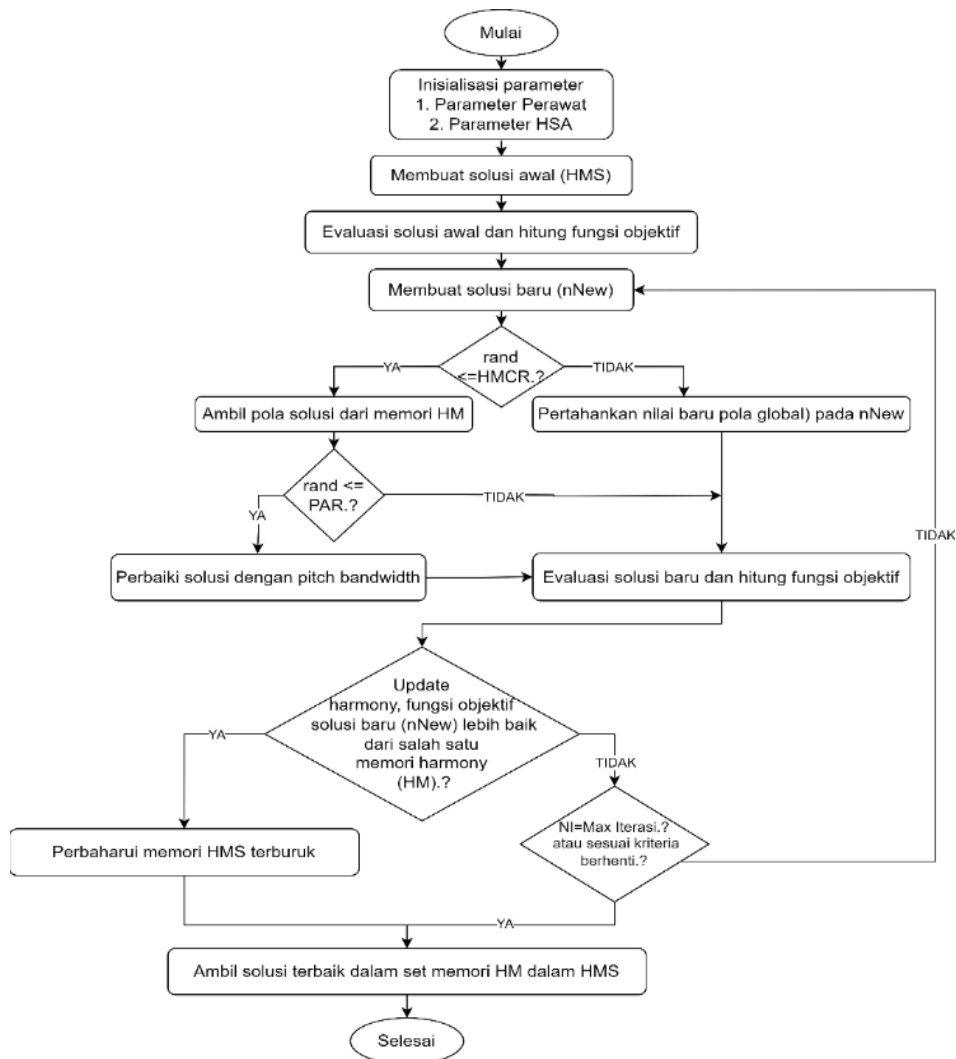 Mulai
Inisialisasi parameter
1. Parameter Perawat
2. Parameter HSA
Membuat solusi awal (HMS)
Evaluasi solusi awal dan hitung fungsi objektif
Membuat solusi baru (nNew)
rand
<=HMCR.?
YA
TIDAK
Ambil pola solusi dari memori HM
Pertahankan nilai baru pola global) pada nNew
rand <=
PAR.?
TIDAK
YA
TIDAK
Perbaiki solusi dengan pitch bandwidth
Evaluasi solusi baru dan hitung fungsi objektif
Update
harmony, fungsi objektif
solusi baru (nNew) lebih baik
dari salah satu
memori harmony
(HM).?
YA
TIDAK
NI=Max Iterasi.?
atau sesuai kriteria
berhenti.?
Perbaharui memori HMS terburuk
YA
Ambil solusi terbaik dalam set memori HM dalam HMS
Selesai